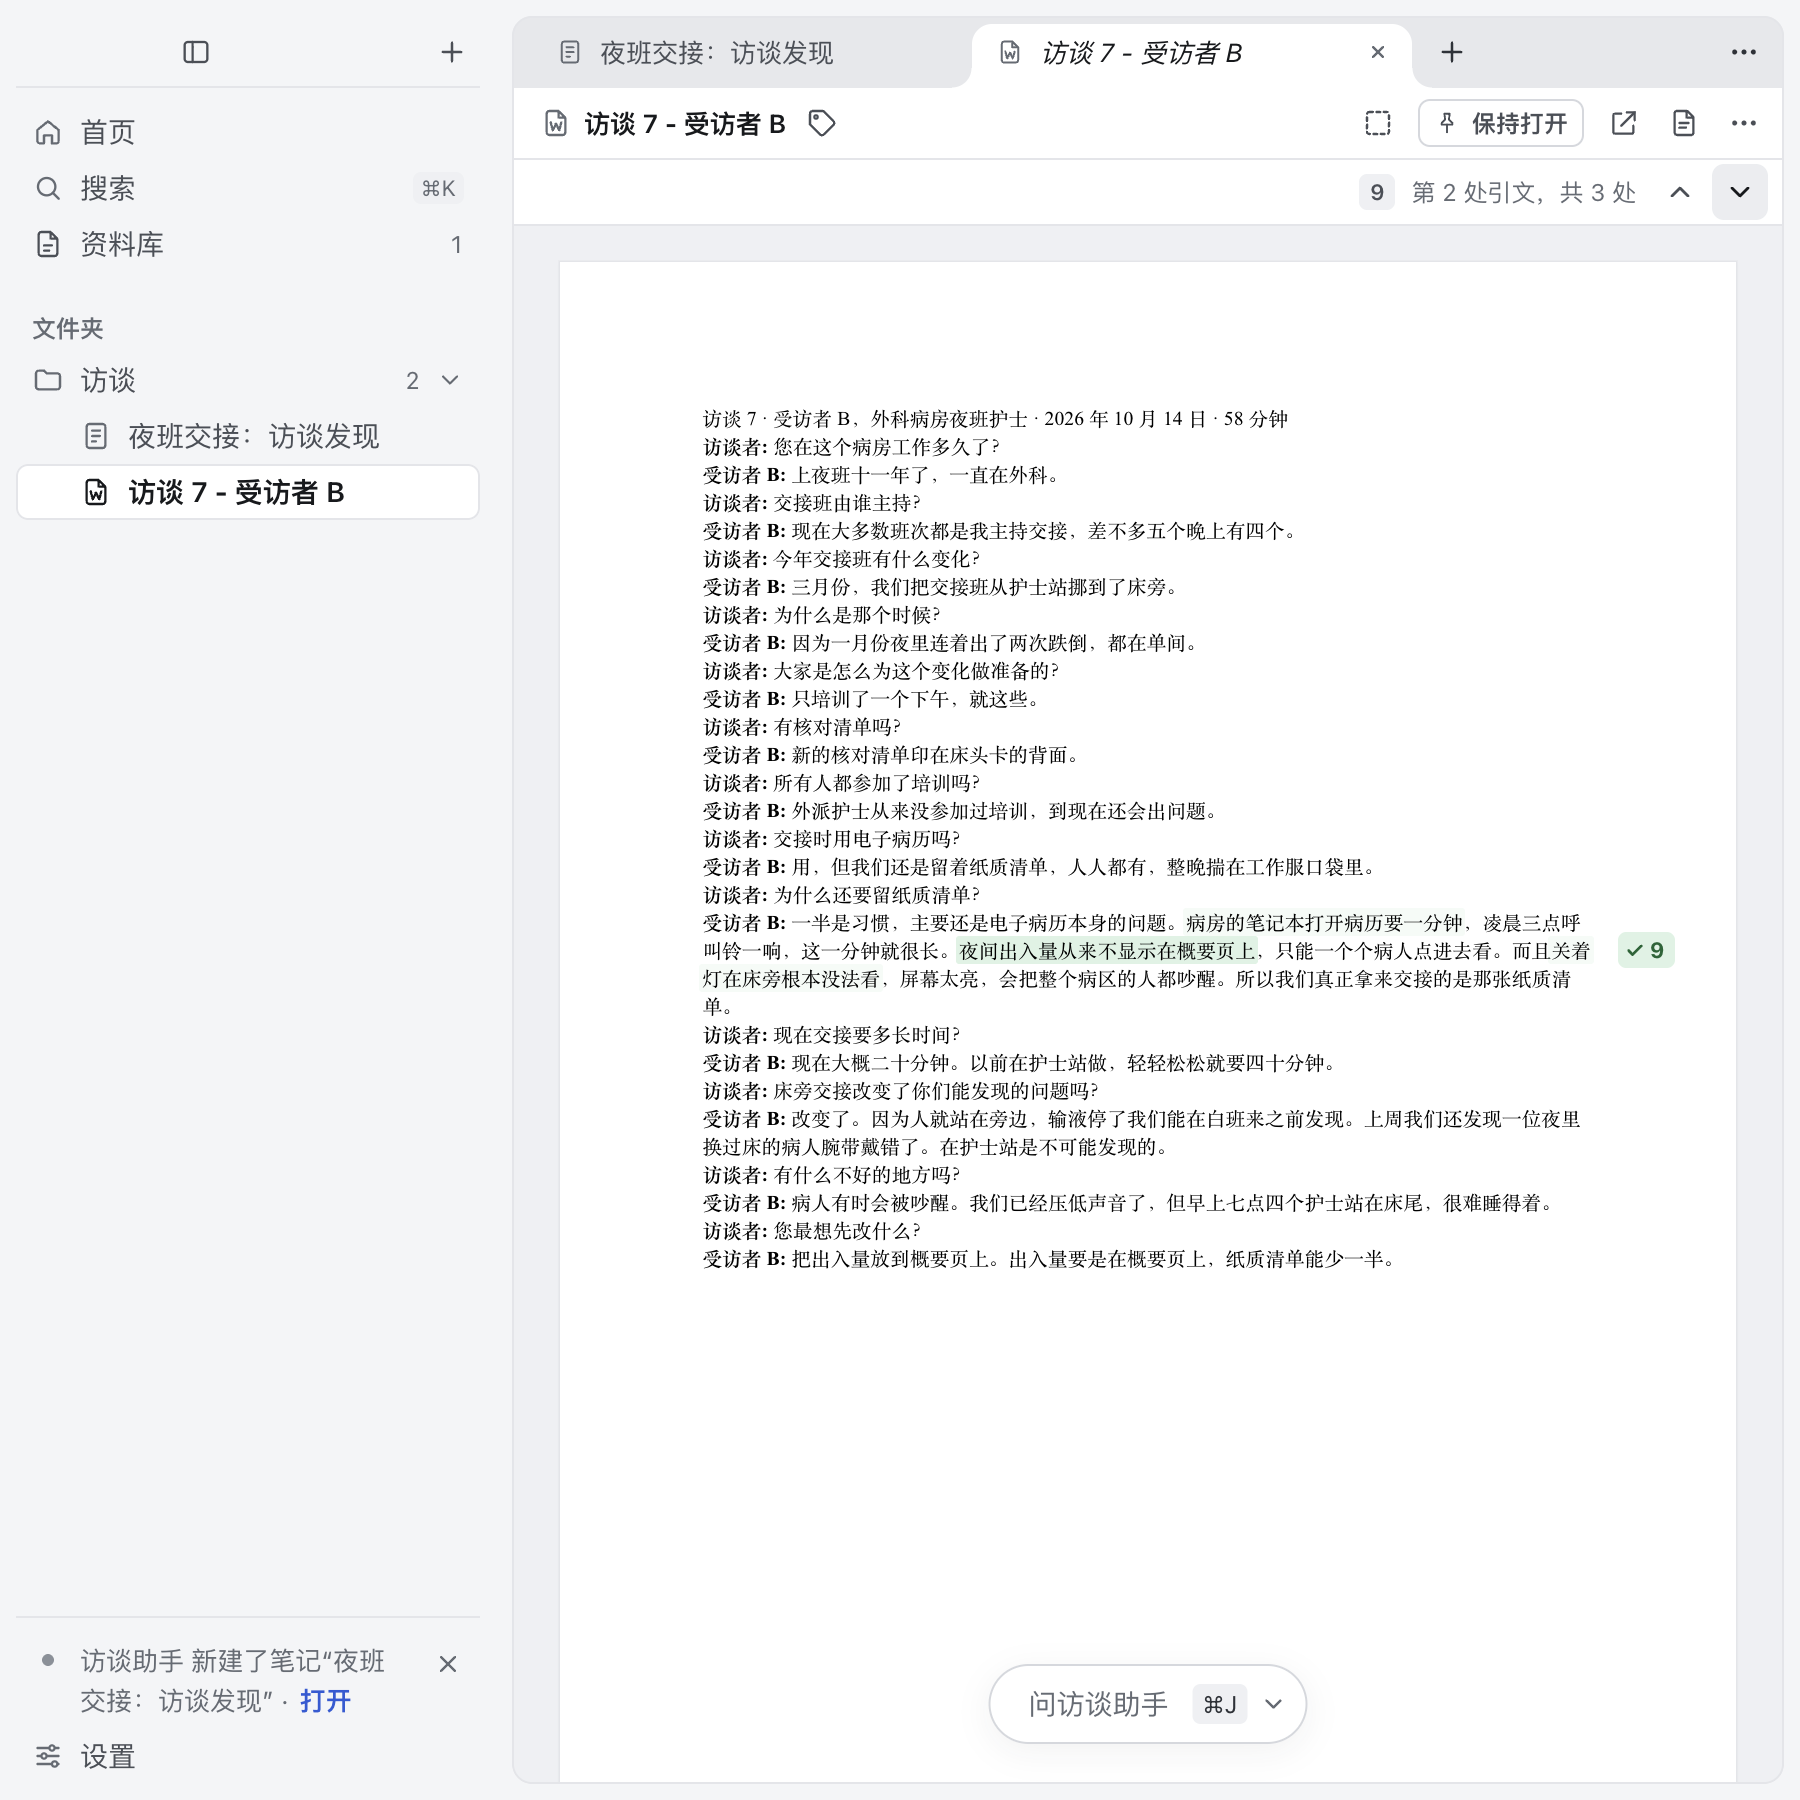 首页
搜索 ⌘K
资料库 1
文件夹
访谈 2
夜班交接：访谈发现
访谈 7 - 受访者 B
访谈助手 新建了笔记“夜班
交接：访谈发现” · 打开
设置
夜班交接：访谈发现
访谈 7 - 受访者 B
访谈 7 - 受访者 B
保持打开
9 第 2 处引文，共 3 处
访谈 7 · 受访者 B，外科病房夜班护士 · 2026 年 10 月 14 日 · 58 分钟
访谈者: 您在这个病房工作多久了？
受访者 B: 上夜班十一年了，一直在外科。
访谈者: 交接班由谁主持？
受访者 B: 现在大多数班次都是我主持交接，差不多五个晚上有四个。
访谈者: 今年交接班有什么变化？
受访者 B: 三月份，我们把交接班从护士站挪到了床旁。
访谈者: 为什么是那个时候？
受访者 B: 因为一月份夜里连着出了两次跌倒，都在单间。
访谈者: 大家是怎么为这个变化做准备的？
受访者 B: 只培训了一个下午，就这些。
访谈者: 有核对清单吗？
受访者 B: 新的核对清单印在床头卡的背面。
访谈者: 所有人都参加了培训吗？
受访者 B: 外派护士从来没参加过培训，到现在还会出问题。
访谈者: 交接时用电子病历吗？
受访者 B: 用，但我们还是留着纸质清单，人人都有，整晚揣在工作服口袋里。
访谈者: 为什么还要留纸质清单？
受访者 B: 一半是习惯，主要还是电子病历本身的问题。病房的笔记本打开病历要一分钟，凌晨三点呼
叫铃一响，这一分钟就很长。夜间出入量从来不显示在概要页上，只能一个个病人点进去看。而且关着
灯在床旁根本没法看，屏幕太亮，会把整个病区的人都吵醒。所以我们真正拿来交接的是那张纸质清
单。
9
访谈者: 现在交接要多长时间？
受访者 B: 现在大概二十分钟。以前在护士站做，轻轻松松就要四十分钟。
访谈者: 床旁交接改变了你们能发现的问题吗？
受访者 B: 改变了。因为人就站在旁边，输液停了我们能在白班来之前发现。上周我们还发现一位夜里
换过床的病人腕带戴错了。在护士站是不可能发现的。
访谈者: 有什么不好的地方吗？
受访者 B: 病人有时会被吵醒。我们已经压低声音了，但早上七点四个护士站在床尾，很难睡得着。
访谈者: 您最想先改什么？
受访者 B: 把出入量放到概要页上。出入量要是在概要页上，纸质清单能少一半。
问访谈助手 ⌘J